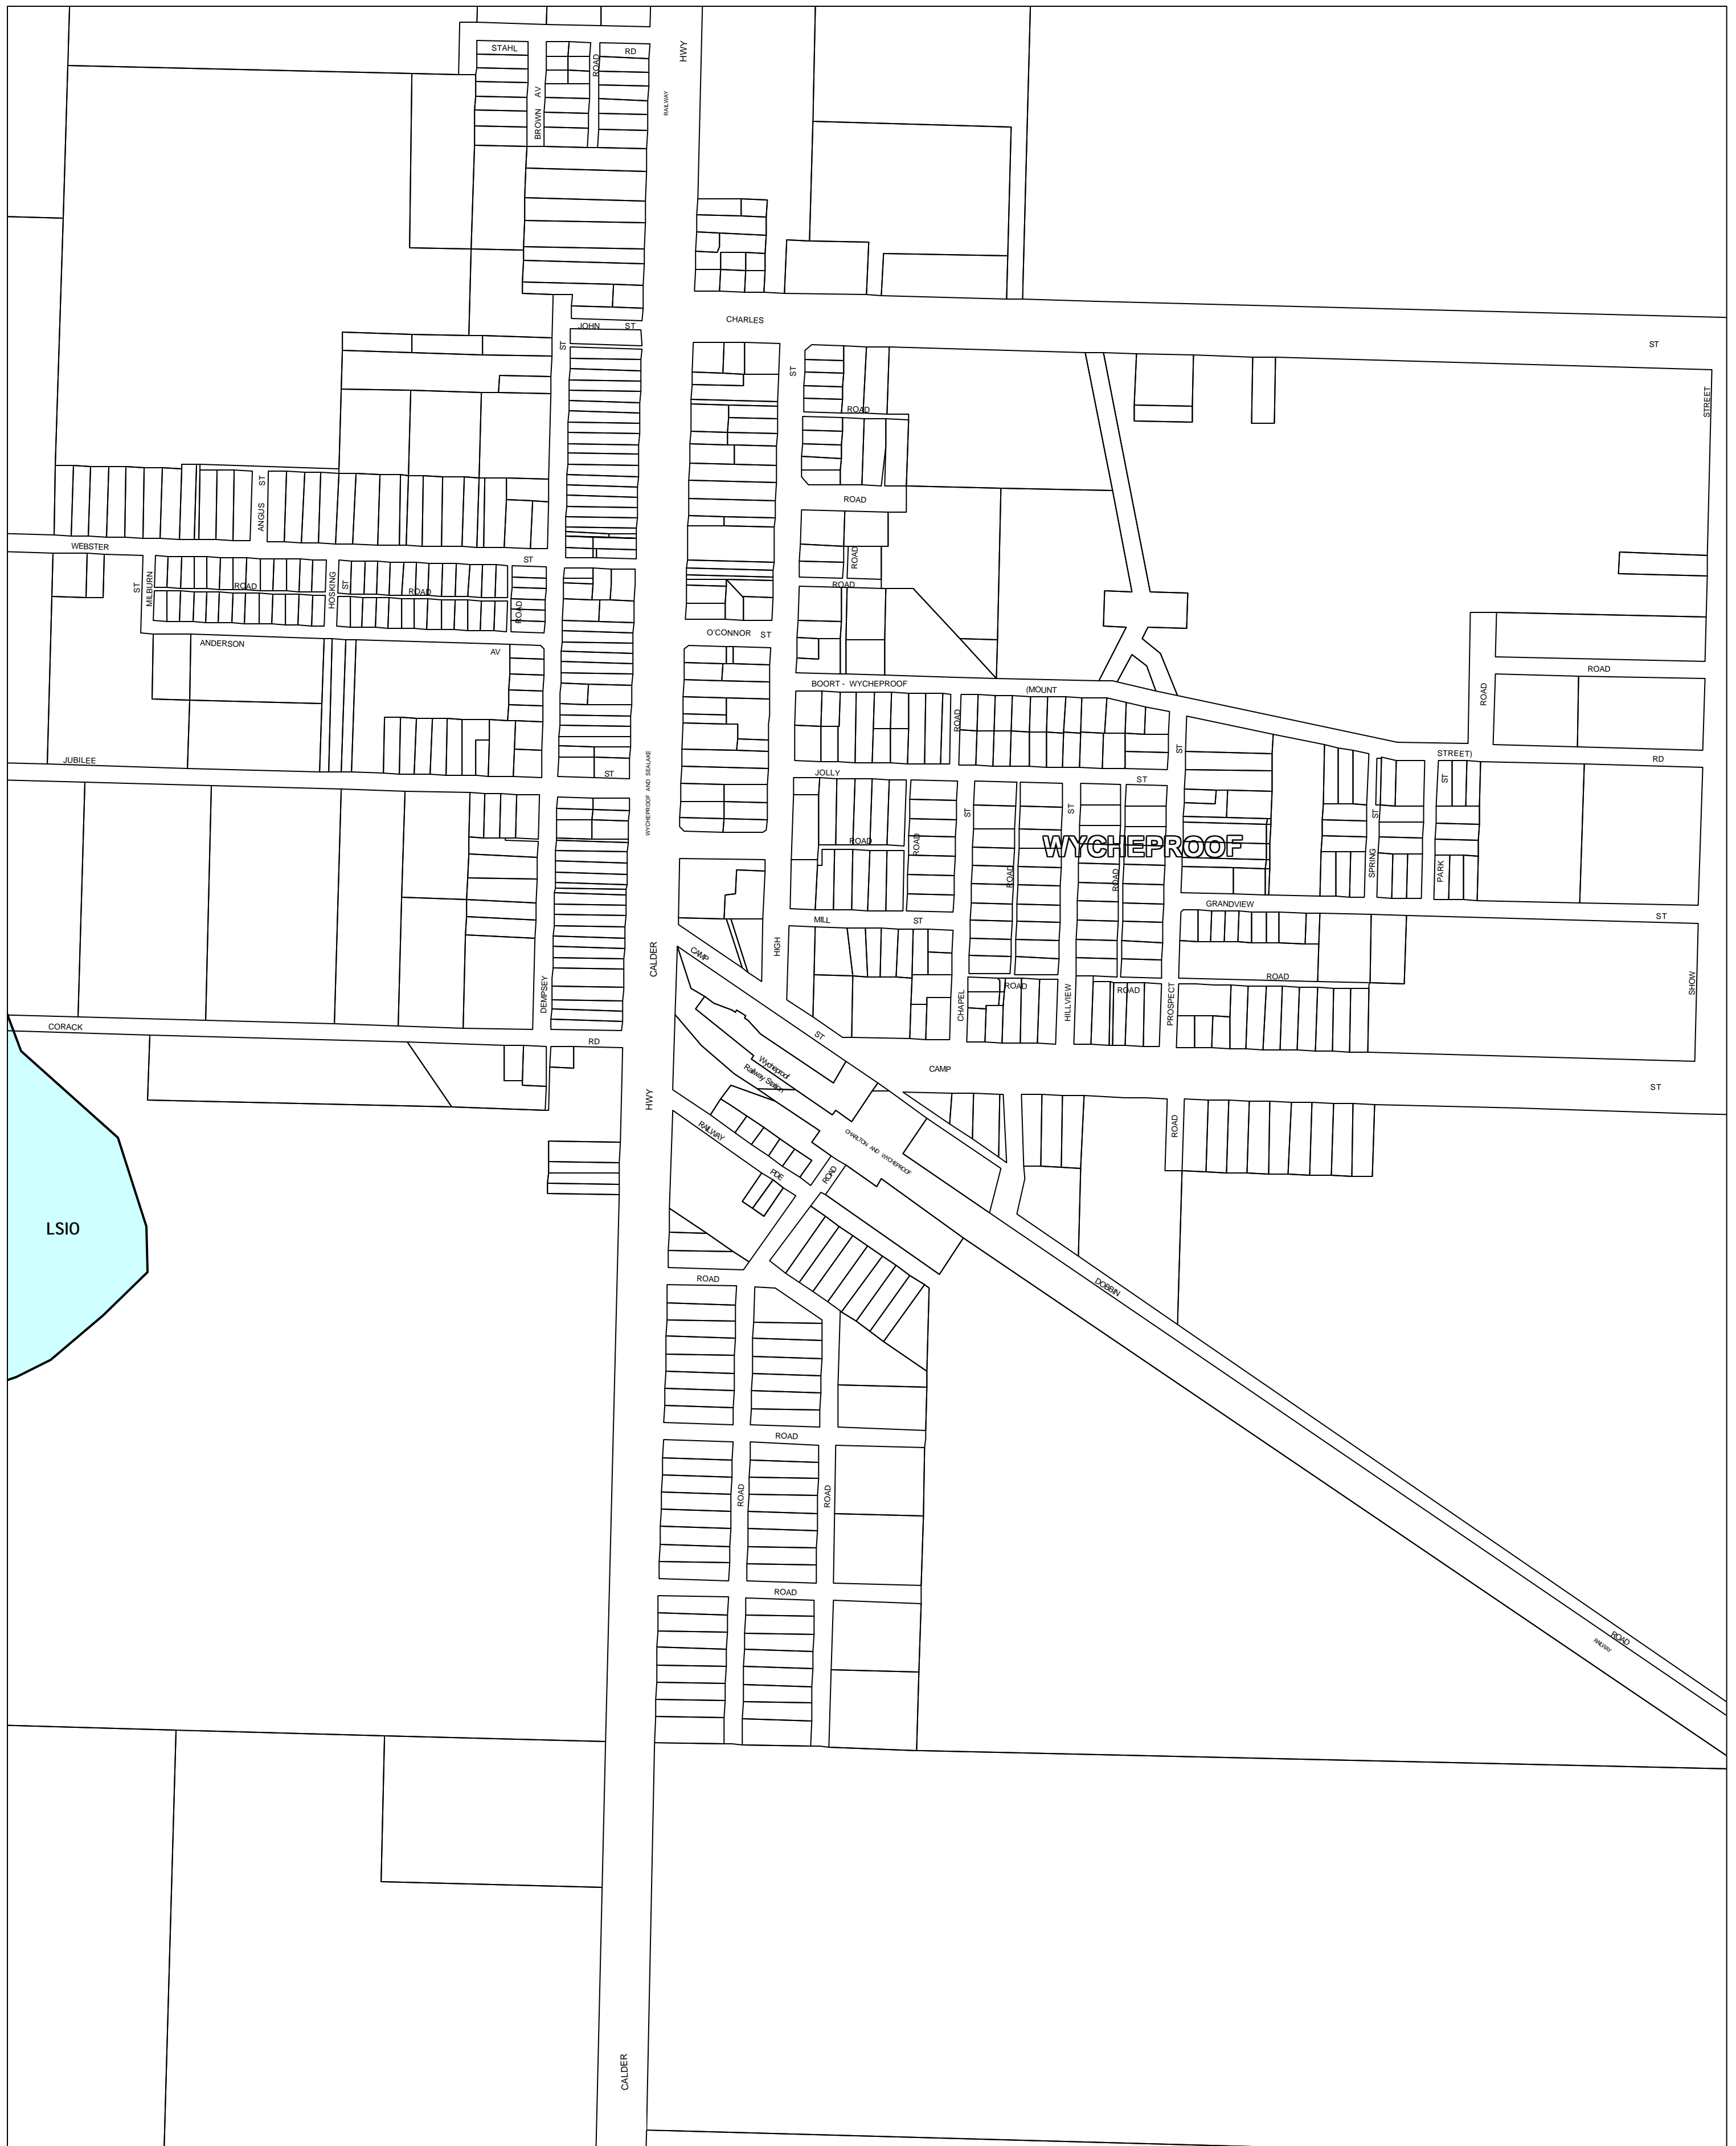 STAHL
RD
HWY
ROAD
BROWN AV
RAILWAY
CHARLES
JOHN ST
ST
ST
ST
STREET
ROAD
ST
ANGUS
ROAD
WEBSTER
ST
ROAD
ST
MILBURN
ROAD
HOSKING
ST
ROAD
ROAD
ROAD
O'CONNOR ST
ANDERSON
AV
ROAD
BOORT - WYCHEPROOF
(MOUNT
ROAD
ROAD
ST
STREET)
RD
JUBILEE
ST
JOLLY
ST
ST
WYCHEPROOF AND SEALAKE
ST
ST
ST
ROAD
ROAD
WYCHEPROOF
ROAD
ROAD
SPRING
PARK
GRANDVIEW
ST
MILL
ST
HIGH
CAMP
CALDER
DEMPSEY
ROAD
ROAD
ROAD
SHOW
CHAPEL
HILLVIEW
PROSPECT
CORACK
RD
ST
Wycheproof
Railway Station
CAMP
ST
HWY
RAILWAY
PDE
ROAD
CHARLTON AND WYCHEPROOF
ROAD
LSIO
ROAD
DOBBIN
ROAD
ROAD
ROAD
ROAD
ROAD
RAILWAY
CALDER